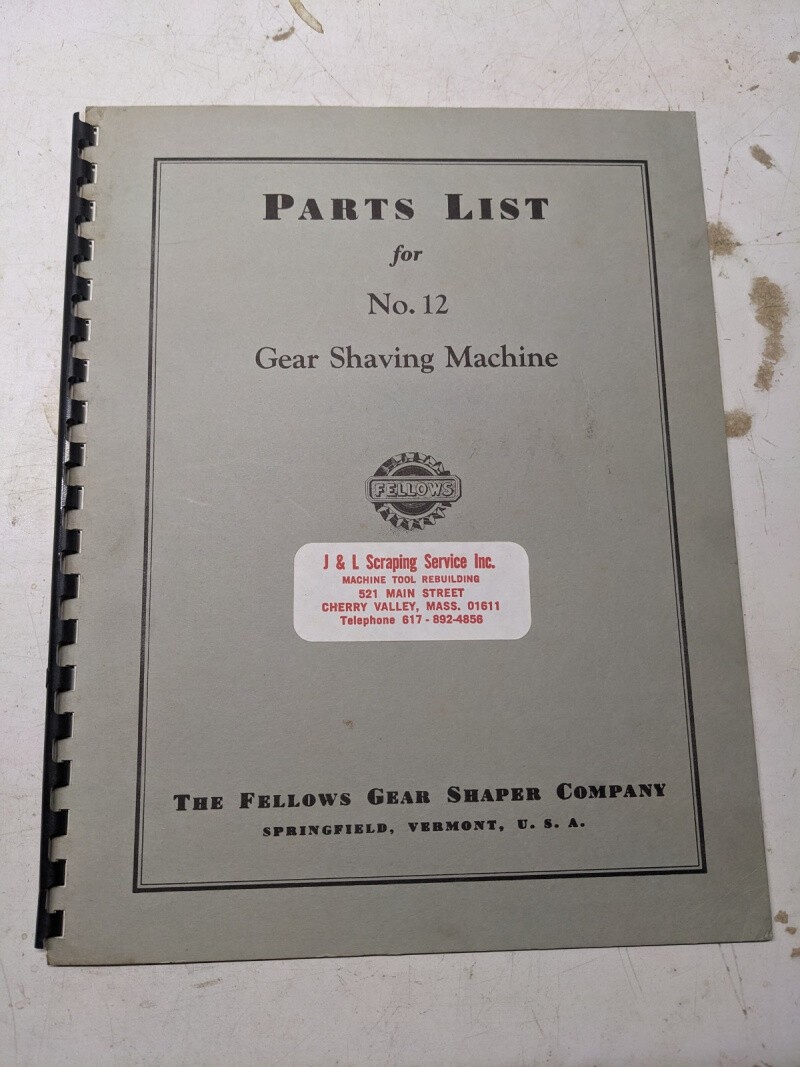 PARTS LIST
for
No. 12
Gear Shaving Machine
FELLOWS
J & L Scraping Service Inc.
MACHINE TOOL REBUILDING
521 MAIN STREET
CHERRY VALLEY, MASS. 01611
Telephone 617 - 892-4856
THE FELLOWS GEAR SHAPER COMPANY
SPRINGFIELD, VERMONT, U. S. A.